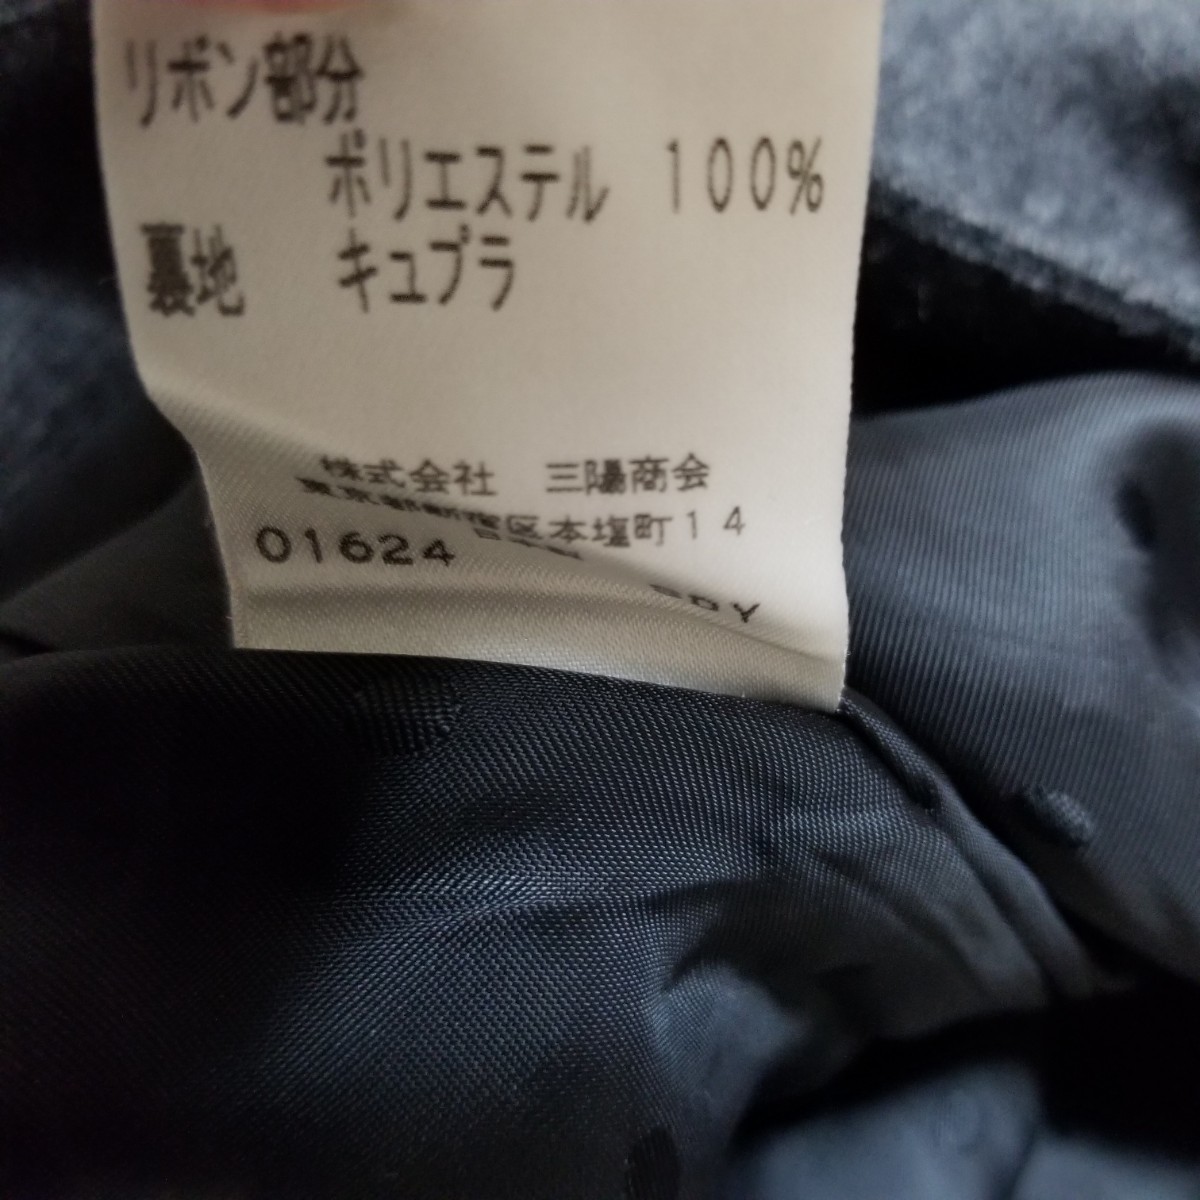 リボン部分
ポリエステル 100%
裏地 キュプラ
株式会社 三陽商会
東京都新宿区本塩町14
01624